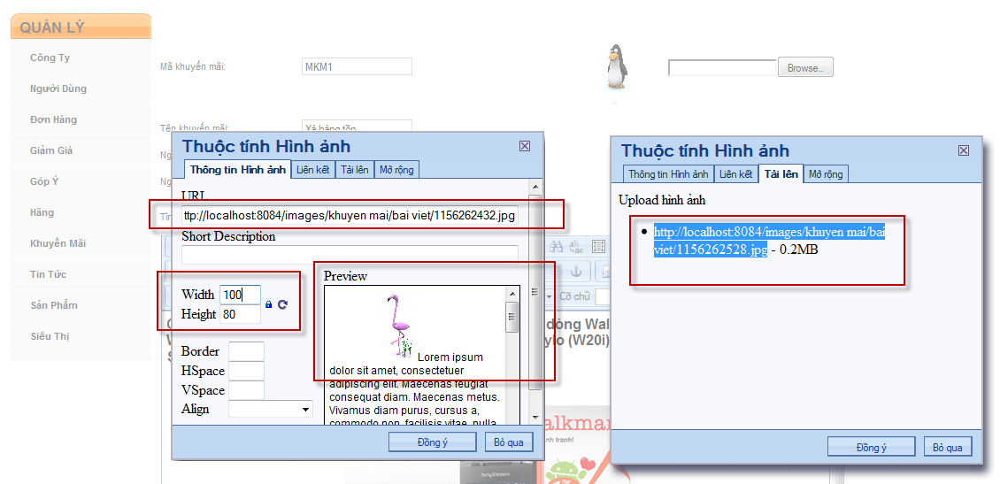 QUẢN LÝ
Công Ty
Người Dùng
Đơn Hàng
Giảm Giá
Góp Ý
Hãng
Khuyến Mãi
Tin Tức
Sản Phẩm
Siêu Thị
Mã khuyến mãi:
MKM1
Browse...
Tên khuyến mãi:
Xả hàng tồn
Thuộc tính Hình ảnh
Thông tin Hình ảnh
Liên kết
Tải lên
Mở rộng
URL
ttp://localhost:8084/images/khuyen mai/bai viet/1156262432.jpg
Short Description
Width
100
Height
80
Border
HSpace
VSpace
Align
Preview
Lorem ipsum
dolor sit amet, consectetuer
adipiscing elit. Maecenas feugiat
consequat diam. Maecenas metus.
Vivamus diam purus, cursus a,
commodo non, facilisis vitae, nulla
Đồng ý
Bỏ qua
Cỡ chữ
dòng Wal
ylo (W20i)
alkman
nh tranh!
Sony Ericsson
Thuộc tính Hình ảnh
Thông tin Hình ảnh
Liên kết
Tải lên
Mở rộng
Upload hình ảnh
http://localhost:8084/images/khuyen mai/bai
viet/1156262528.jpg - 0.2MB
Đồng ý
Bỏ qua